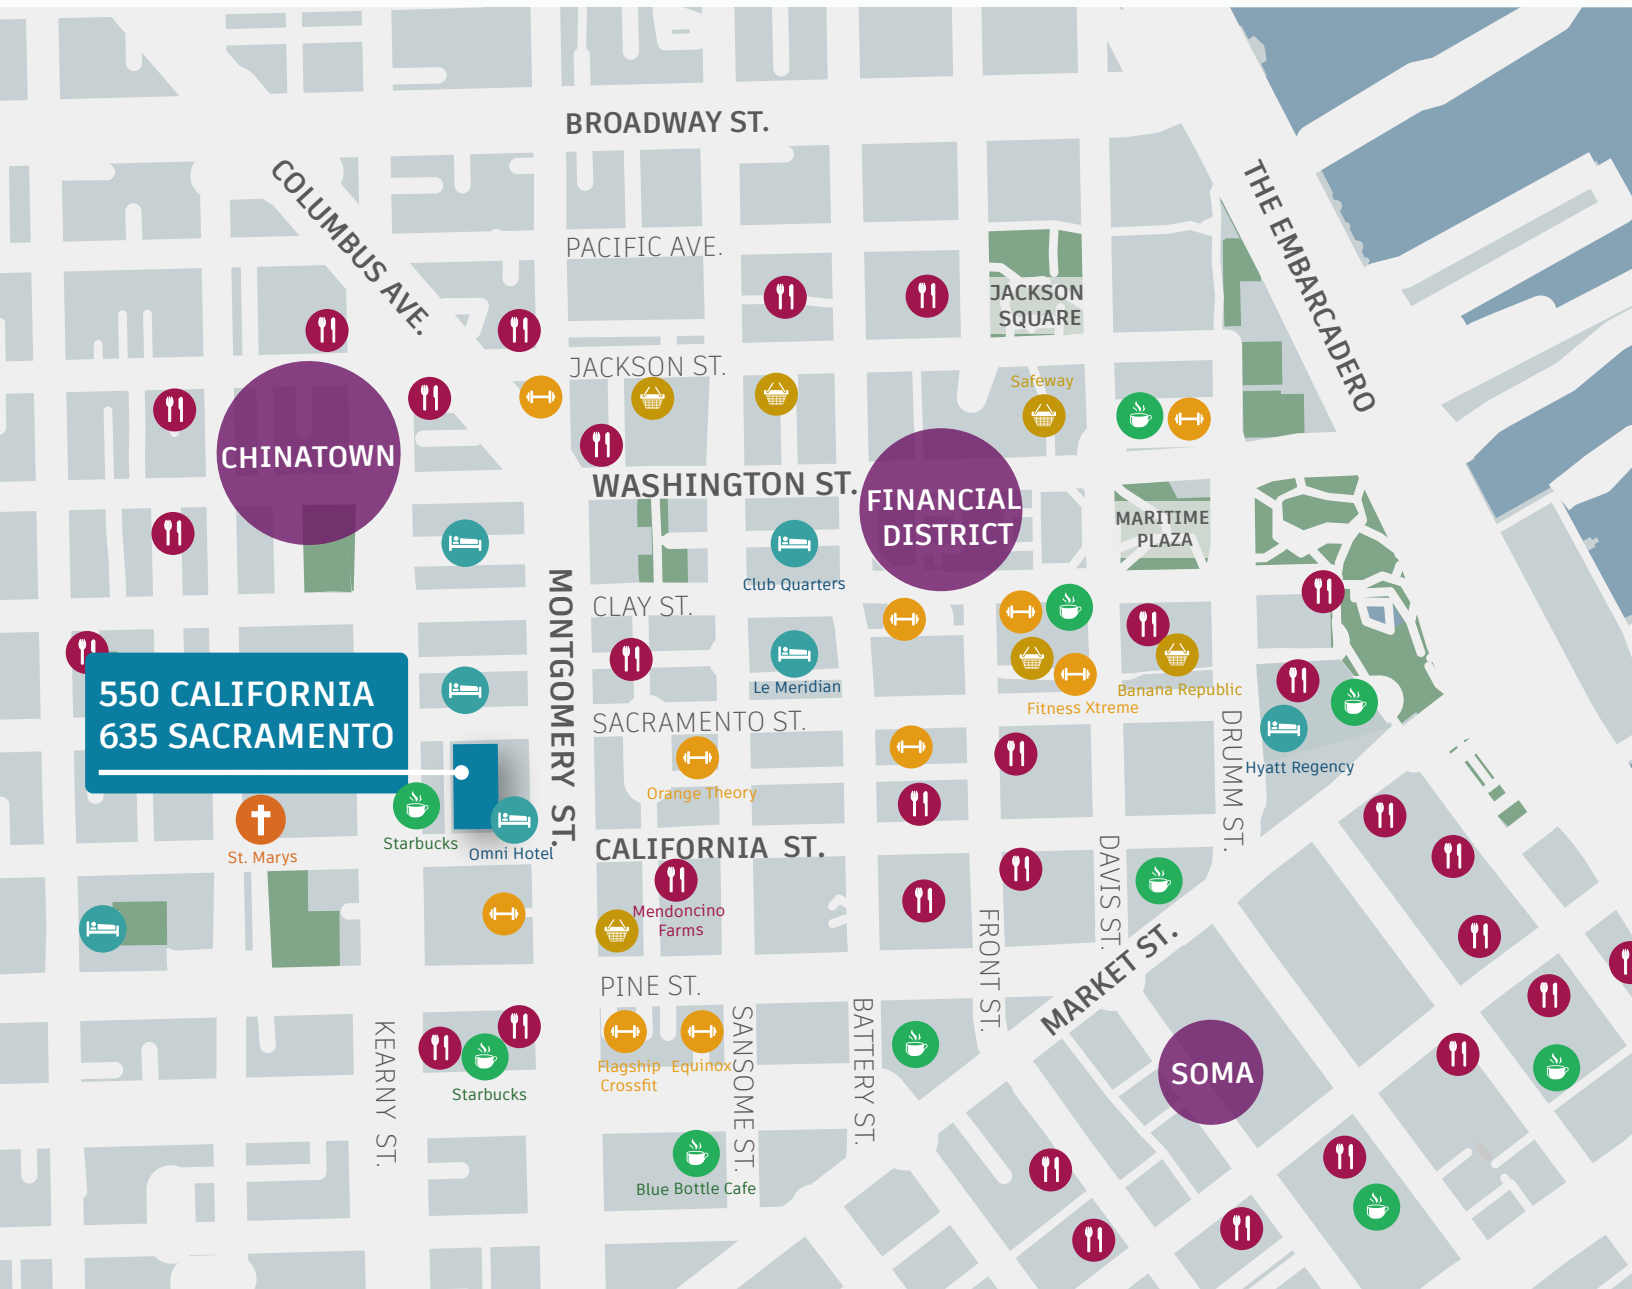 BROADWAY ST.
COLUMBUS AVE.
THE EMBARCADERO
PACIFIC AVE.
JACKSON
SQUARE
JACKSON ST.
Safeway
CHINATOWN
WASHINGTON ST.
FINANCIAL
DISTRICT
MARITIME
PLAZA
Club Quarters
MONTGOMERY ST.
CLAY ST.
Le Meridian
Banana Republic
Fitness Xtreme
550 CALIFORNIA
635 SACRAMENTO
SACRAMENTO ST.
DRUMM ST.
Hyatt Regency
Orange Theory
Starbucks
Omni Hotel
St. Marys
CALIFORNIA ST.
DAVIS ST.
Mendoncino
Farms
FRONT ST.
MARKET ST.
PINE ST.
KEARNY ST.
SANSOME ST.
BATTERY ST.
Flagship
Crossfit
Equinox
SOMA
Starbucks
Blue Bottle Cafe